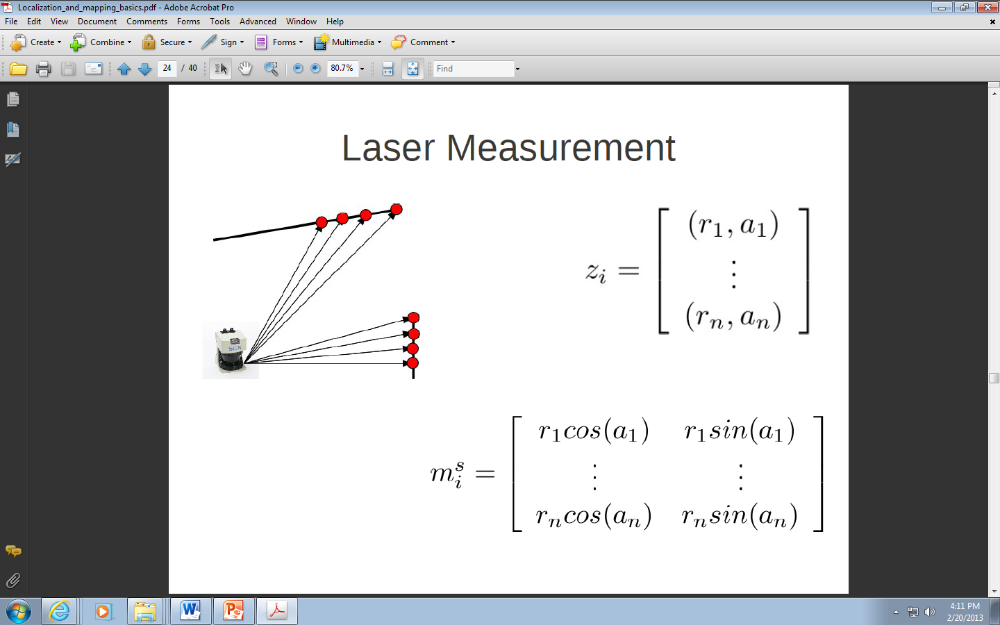 Localization_and_mapping_basics.pdf - Adobe Acrobat Pro
File Edit View Document Comments Forms Tools Advanced Window Help
Create Combine Secure Sign Forms Multimedia Comment
24 / 40 80.7% Find
Laser Measurement
(r₁, a₁)
zᵢ = ⋮
(rₙ, aₙ)
SICK
r₁cos(a₁) r₁sin(a₁)
mᵢˢ = ⋮ ⋮
rₙcos(aₙ) rₙsin(aₙ)
4:11 PM
2/20/2013